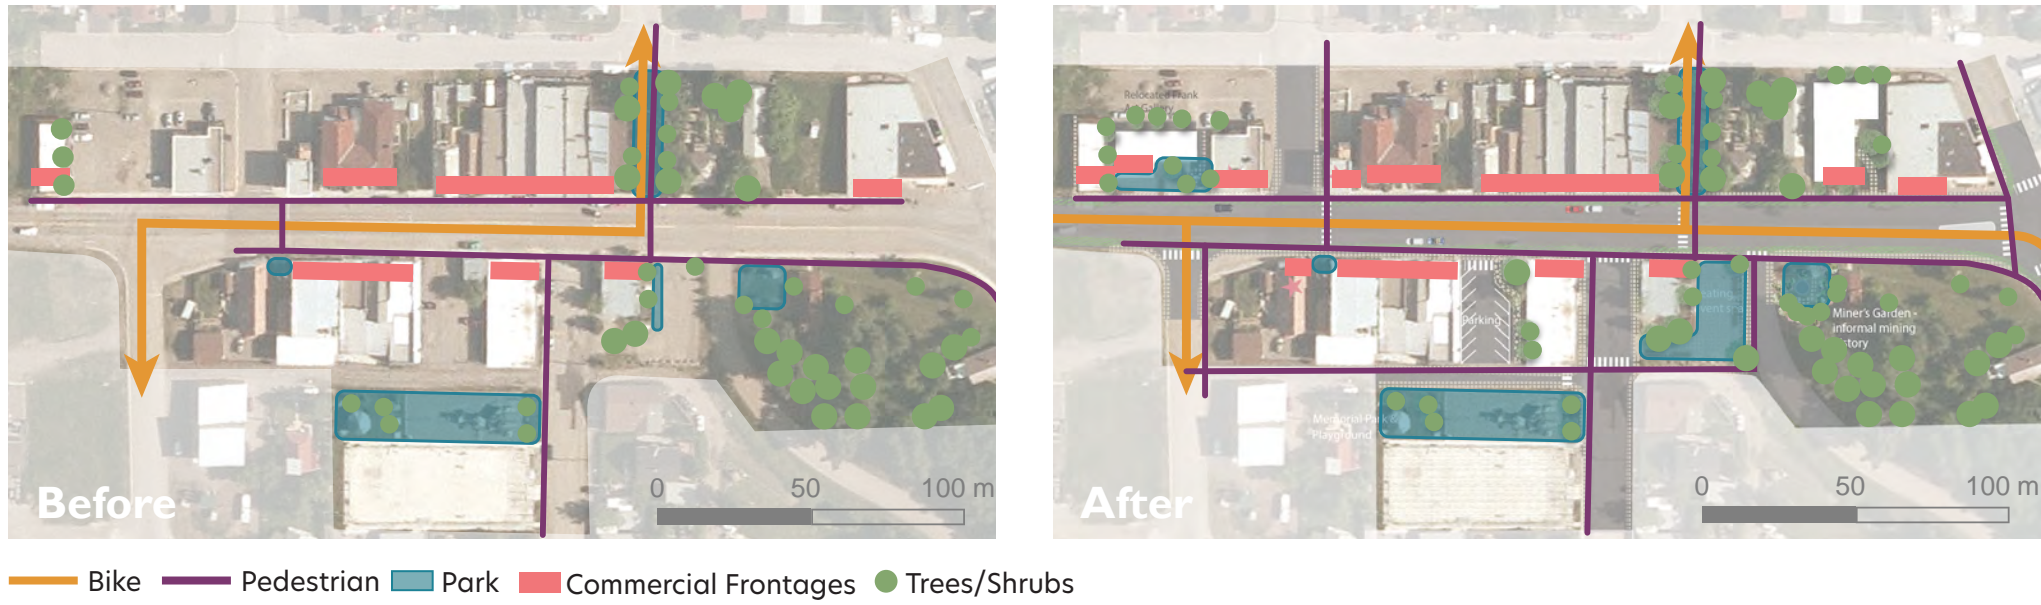 Before
0 50 100 m
Relocated Frank
Art Gallery
Parking
Miner's Garden -
informal mining
Memorial Park &
Playground
After
0 50 100 m
Bike Pedestrian Park Commercial Frontages Trees/Shrubs